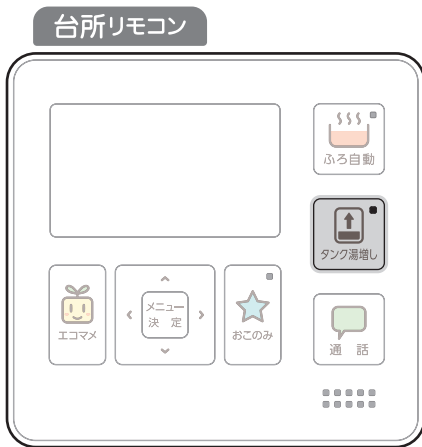 台所リモコン
ふろ自動
タンク湯増し
エコマメ
メニュー
決 定
おこのみ
通 話